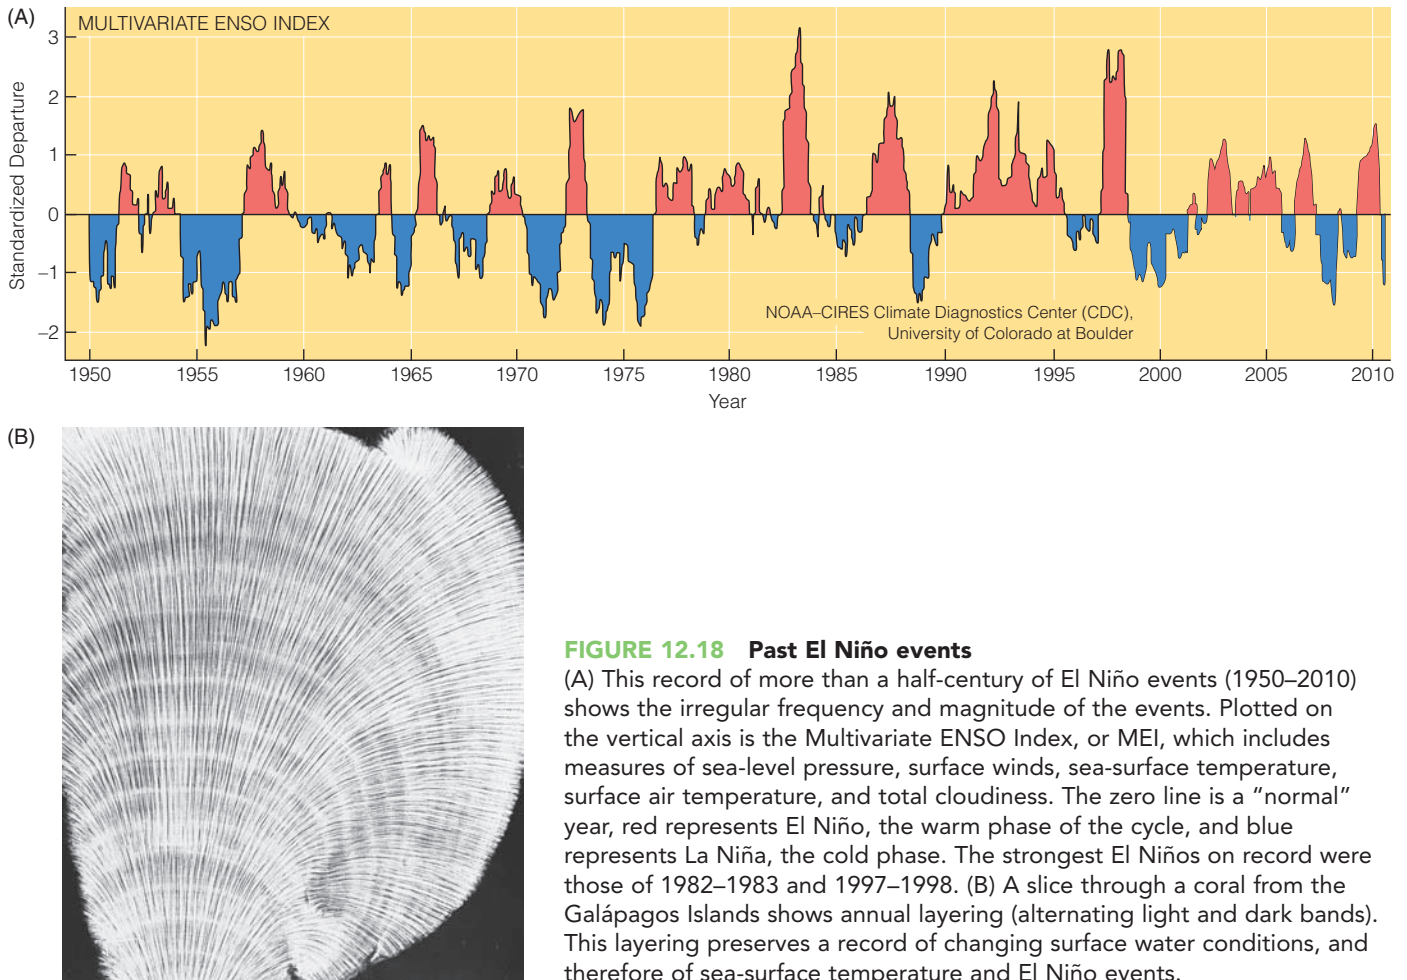 (A)
MULTIVARIATE ENSO INDEX
3
2
1
0
–1
–2
Standardized Departure
NOAA–CIRES Climate Diagnostics Center (CDC),
University of Colorado at Boulder
1950 1955 1960 1965 1970 1975 1980 1985 1990 1995 2000 2005 2010
Year
(B)
FIGURE 12.18 Past El Niño events
(A) This record of more than a half-century of El Niño events (1950–2010)
shows the irregular frequency and magnitude of the events. Plotted on
the vertical axis is the Multivariate ENSO Index, or MEI, which includes
measures of sea-level pressure, surface winds, sea-surface temperature,
surface air temperature, and total cloudiness. The zero line is a “normal”
year, red represents El Niño, the warm phase of the cycle, and blue
represents La Niña, the cold phase. The strongest El Niños on record were
those of 1982–1983 and 1997–1998. (B) A slice through a coral from the
Galápagos Islands shows annual layering (alternating light and dark bands).
This layering preserves a record of changing surface water conditions, and
therefore of sea-surface temperature and El Niño events.